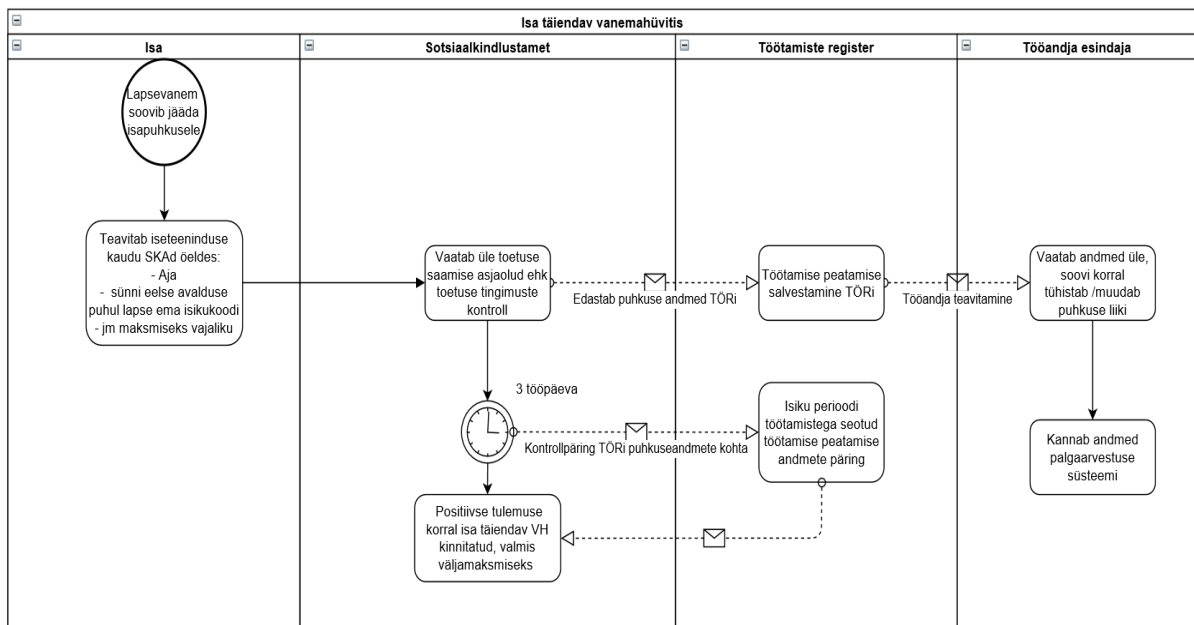 Isa täiendav vanemahüvitis
Isa
Sotsiaalkindlustamet
Töötamiste register
Tööandja esindaja
Lapsevanem
soovib jääda
isapuhkusele
Teavitab iseteeninduse
kaudu SKAd öeldes:
- Aja
- sünni eelse avalduse
puhul lapse ema isikukoodi
- jm maksmiseks vajaliku
Vaatab üle toetuse
saamise asjaolud ehk
toetuse tingimuste
kontroll
Edastab puhkuse andmed TÖRi
Töötamise peatamise
salvestamine TÖRi
Tööandja teavitamine
Vaatab andmed üle,
soovi korral
tühistab /muudab
puhkuse liiki
3 tööpäeva
Kontrollpäring TÖRi puhkuseandmete kohta
Isiku perioodi
töötamistega seotud
töötamise peatamise
andmete päring
Kannab andmed
palgaarvestuse
süsteemi
Positiivse tulemuse
korral isa täiendav VH
kinnitatud, valmis
väljamaksmiseks